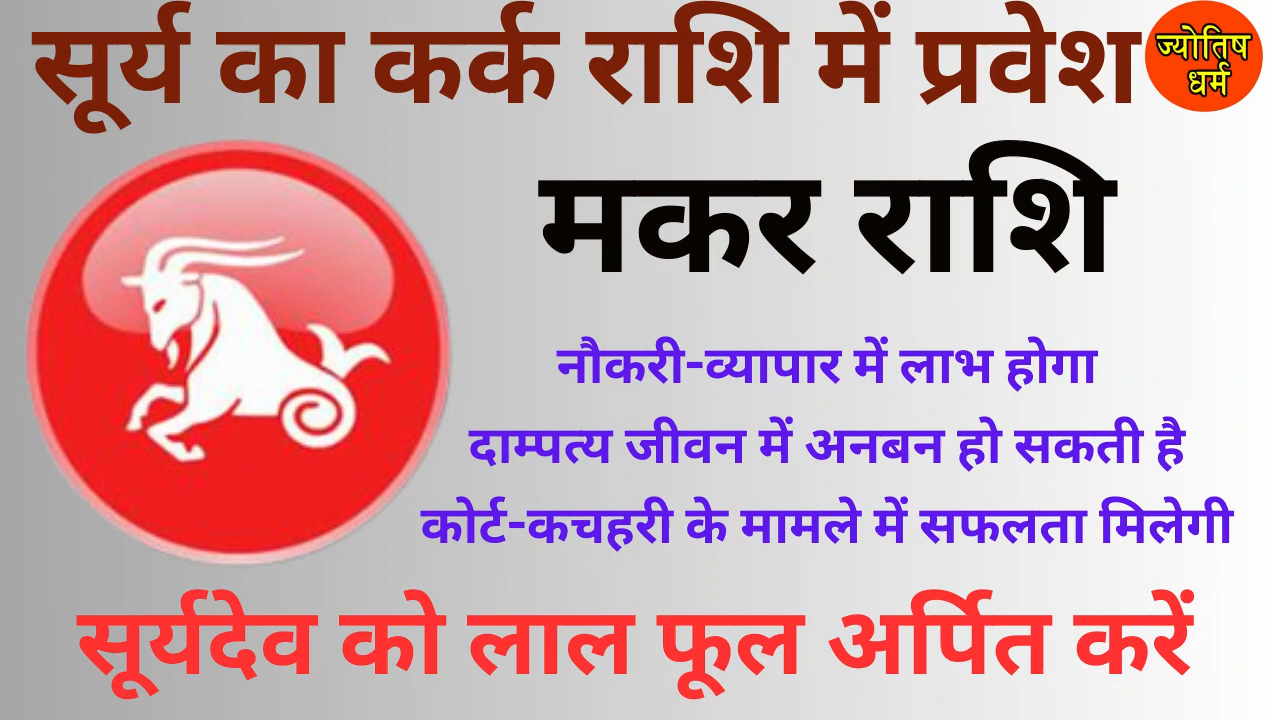 सूर्य का कर्क राशि में प्रवेश
ज्योतिष
धर्म
मकर राशि
नौकरी-व्यापार में लाभ होगा
दाम्पत्य जीवन में अनबन हो सकती है
कोर्ट-कचहरी के मामले में सफलता मिलेगी
सूर्यदेव को लाल फूल अर्पित करें